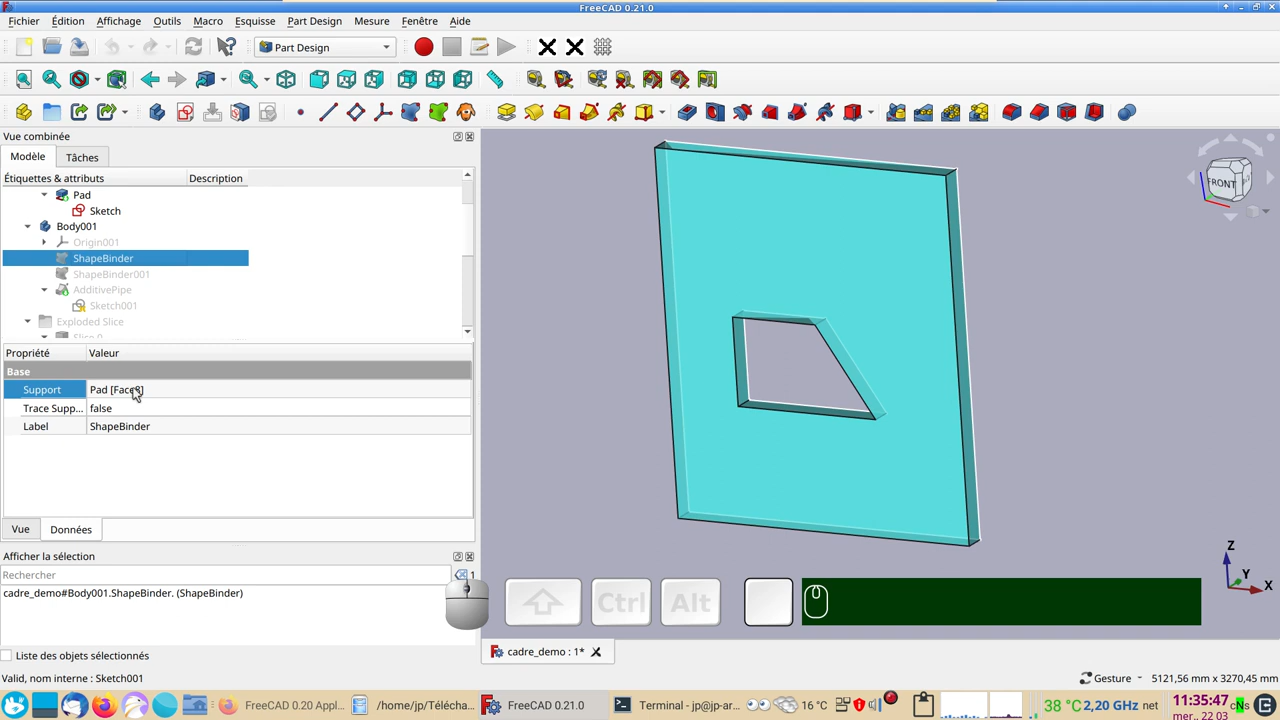 FreeCAD 0.21.0
Fichier Édition Affichage Outils Macro Esquisse Part Design Mesure Fenêtre Aide
Part Design
Vue combinée
Modèle Tâches
Étiquettes & attributs Description
Pad
Sketch
Body001
Origin001
ShapeBinder
ShapeBinder001
AdditivePipe
Sketch001
Exploded Slice
Propriété Valeur
Base
Support Pad
Trace Supp... false
Label ShapeBinder
Vue Données
Afficher la sélection
Rechercher
1
cadre_demo#Body001.ShapeBinder. (ShapeBinder)
Liste des objets sélectionnés
FRONT
Z
Y
X
Ctrl Alt
cadre_demo : 1*
Valid, nom interne : Sketch001
Gesture 5121,56 mm x 3270,45 mm
FreeCAD 0.20 Appl... /home/jp/Télécha... FreeCAD 0.21.0 Terminal - jp@jp-ar... 16 °C 38 °C 2,20 GHz net 11:35:47
mer.. 22 03